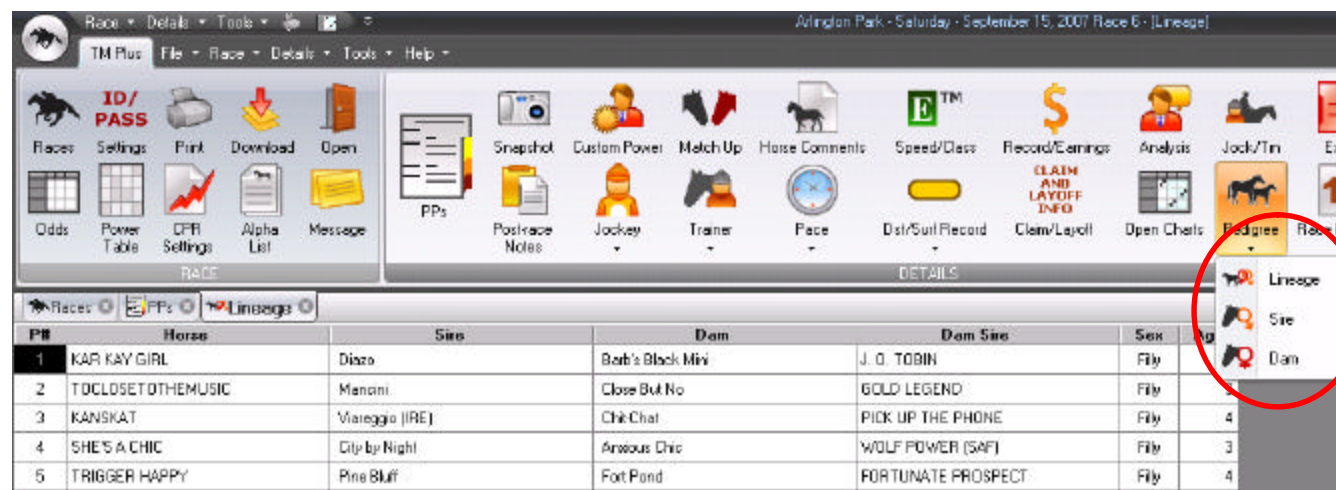 Race Details Tools
Arlington Park - Saturday - September 15, 2007 Race 6 - [Lineage]
TM Plus File Race Details Tools Help
ID/
PASS
E™
Races Settings Print Download Open
Snapshot Custom Power Match Up Horse Comments Speed/Class Record/Earnings Analysis Jock/Trn
CLAIM
AND
LAYOFF
INFO
PPs
Odds Power Table CPR Settings Alpha List Message
Postrace Notes Jockey Trainer Pace Dist/Surf Record Claim/Layoff Open Charts Pedigree Race
RACE DETAILS
Lineage
Sire
Dam
Races PPs Lineage
P# Horse Sire Dam Dam Sire Sex
1 KAR KAY GIRL Diazo Barb's Black Mini J. O. TOBIN Filly
2 TOCLOSETOTHEMUSIC Mancini Close But No GOLD LEGEND Filly
3 KANSKAT Viareggio (IRE) Chit Chat PICK UP THE PHONE Filly 4
4 SHE'S A CHIC City by Night Anxious Chic WOLF POWER (SAF) Filly 3
5 TRIGGER HAPPY Pine Bluff Fort Pond FORTUNATE PROSPECT Filly 4